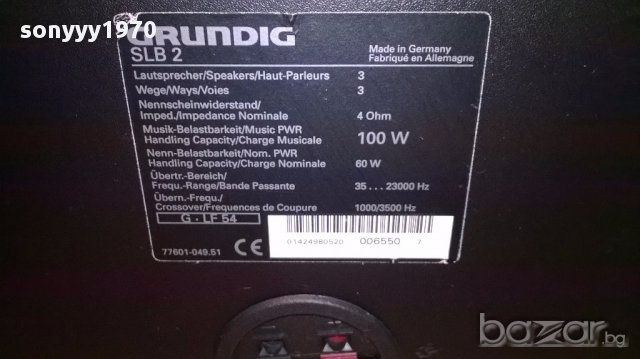 sonyyy1970
GRUNDIG
SLB 2
Made in Germany
Fabriqué en Allemagne
Lautsprecher/Speakers/Haut-Parleurs 3
Wege/Ways/Voies 3
Nennscheinwiderstand/
Imped./Impedance Nominale 4 Ohm
Musik-Belastbarkeit/Music PWR
Handling Capacity/Charge Musicale 100 W
Nenn-Belastbarkeit/Nom. PWR
Handling Capacity/Charge Nominale 60 W
Übertr.-Bereich/
Frequ.-Range/Bande Passante 35 ... 23000 Hz
Übern.-Frequ./
Crossover/Frequences de Coupure 1000/3500 Hz
G . LF 54
01424980520 006550 7
77601-049.51 CE
bazar.bg